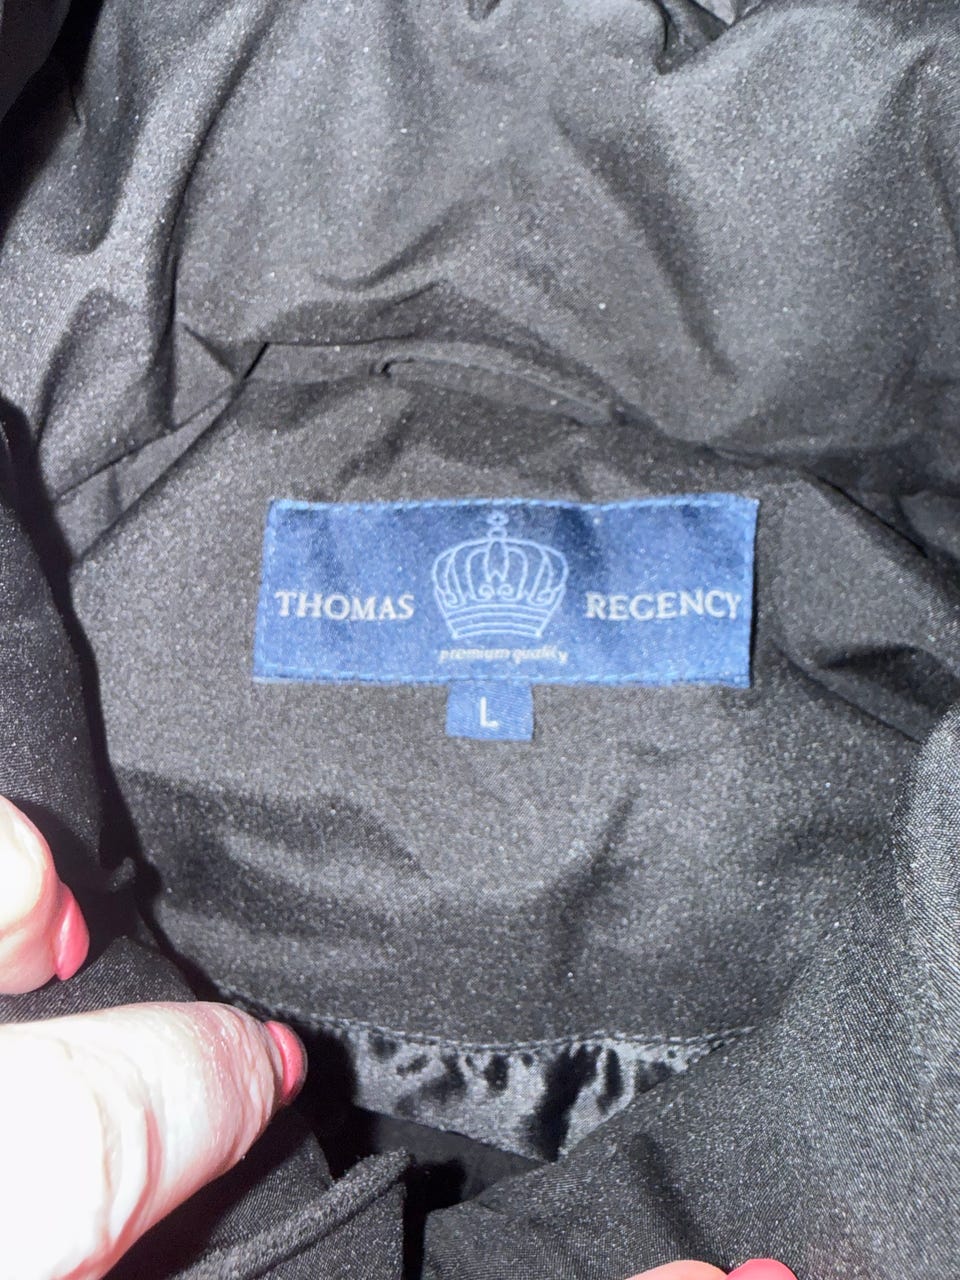 THOMAS REGENCY
premium quality
L